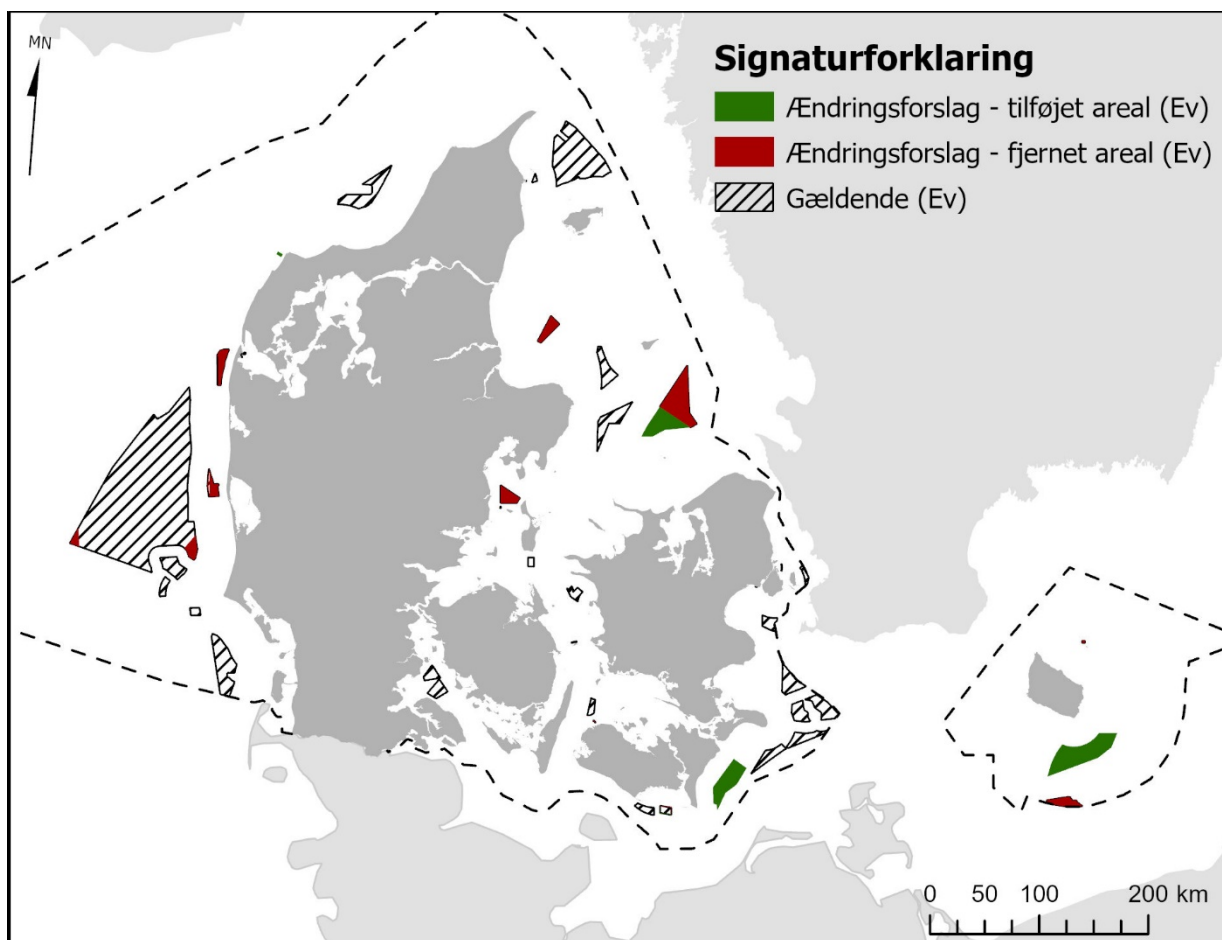 MN
Signaturforklaring
Ændringsforslag - tilføjet areal (Ev)
Ændringsforslag - fjernet areal (Ev)
Gældende (Ev)
0 50 100 200 km